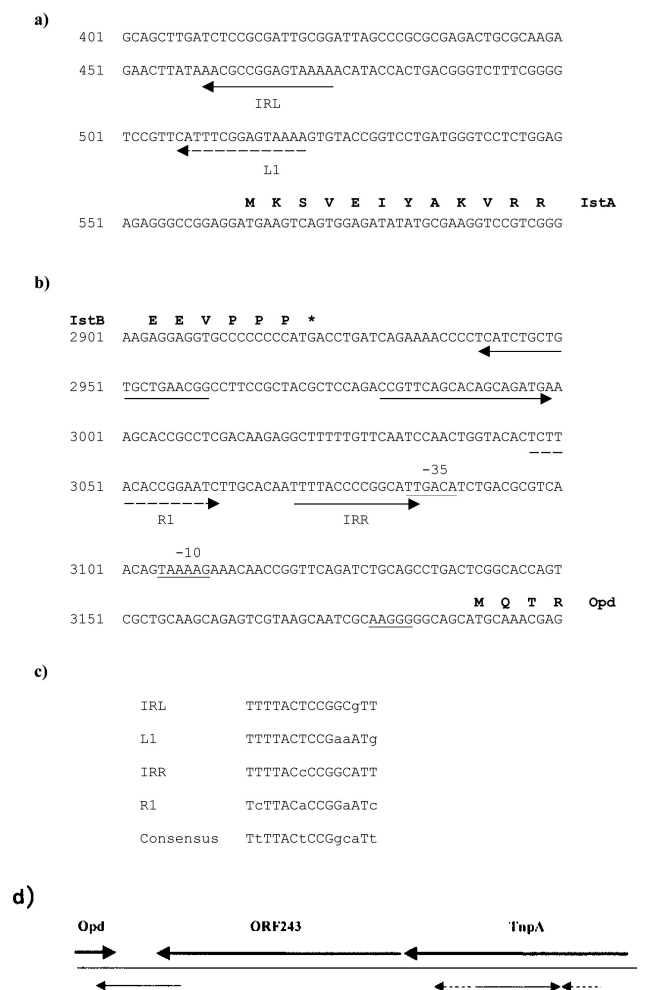 a)
401 GCAGCTTGATCTCCGCGATTGCGGATTAGCCCGCGCGAGACTGCGCAAGA
451 GAACTTATAAACGCCGGAGTAAAAACATACCACTGACGGGTCTTTCGGGG
IRL
501 TCCGTTCATTTCGGAGTAAAAGTGTACCGGTCCTGATGGGTCCTCTGGAG
L1
M K S V E I Y A K V R R IstA
551 AGAGGGCCGGAGGATGAAGTCAGTGGAGATATATGCGAAGGTCCGTCGGG
b)
IstB E E V P P P *
2901 AAGAGGAGGTGCCCCCCCCATGACCTGATCAGAAAACCCCTCATCTGCTG
2951 TGCTGAACGGCCTTCCGCTACGCTCCAGACCGTTCAGCACAGCAGATGAA
3001 AGCACCGCCTCGACAAGAGGCTTTTTGTTCAATCCAACTGGTACACTCTT
-35
3051 ACACCGGAATCTTGCACAATTTTACCCCGGCATTGACATCTGACGCGTCA
R1 IRR
-10
3101 ACAGTAAAAGAAACAACCGGTTCAGATCTGCAGCCTGACTCGGCACCAGT
M Q T R Opd
3151 CGCTGCAAGCAGAGTCGTAAGCAATCGCAAGGGGGCAGCATGCAAACGAG
c)
IRL TTTTACTCCGGCgTT
L1 TTTTACTCCGaaATg
IRR TTTTACcCCGGCATT
R1 TcTTACaCCGGaATc
Consensus TtTTACtCCGgcaTt
d)
Opd ORF243 TnpA